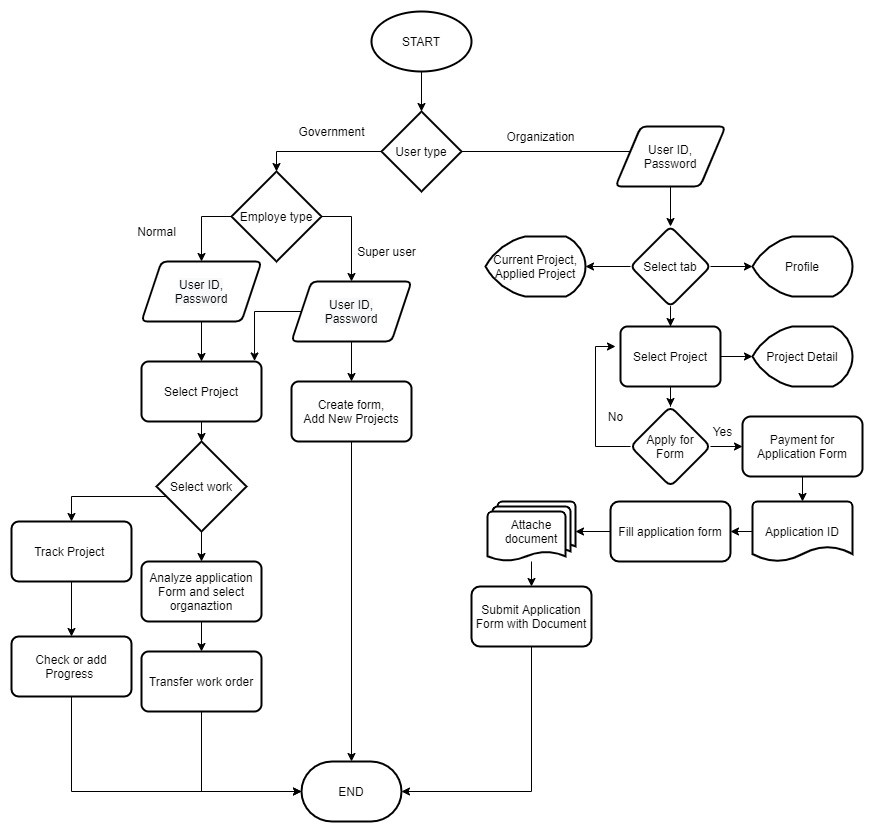 START
User type
Government
Organization
User ID,
Password
Employe type
Normal
Super user
User ID,
Password
User ID,
Password
Select tab
Current Project,
Applied Project
Profile
Select Project
Project Detail
Select Project
Create form,
Add New Projects
No
Yes
Apply for
Form
Payment for
Application Form
Select work
Track Project
Analyze application
Form and select
organaztion
Attache
document
Fill application form
Application ID
Submit Application
Form with Document
Check or add
Progress
Transfer work order
END